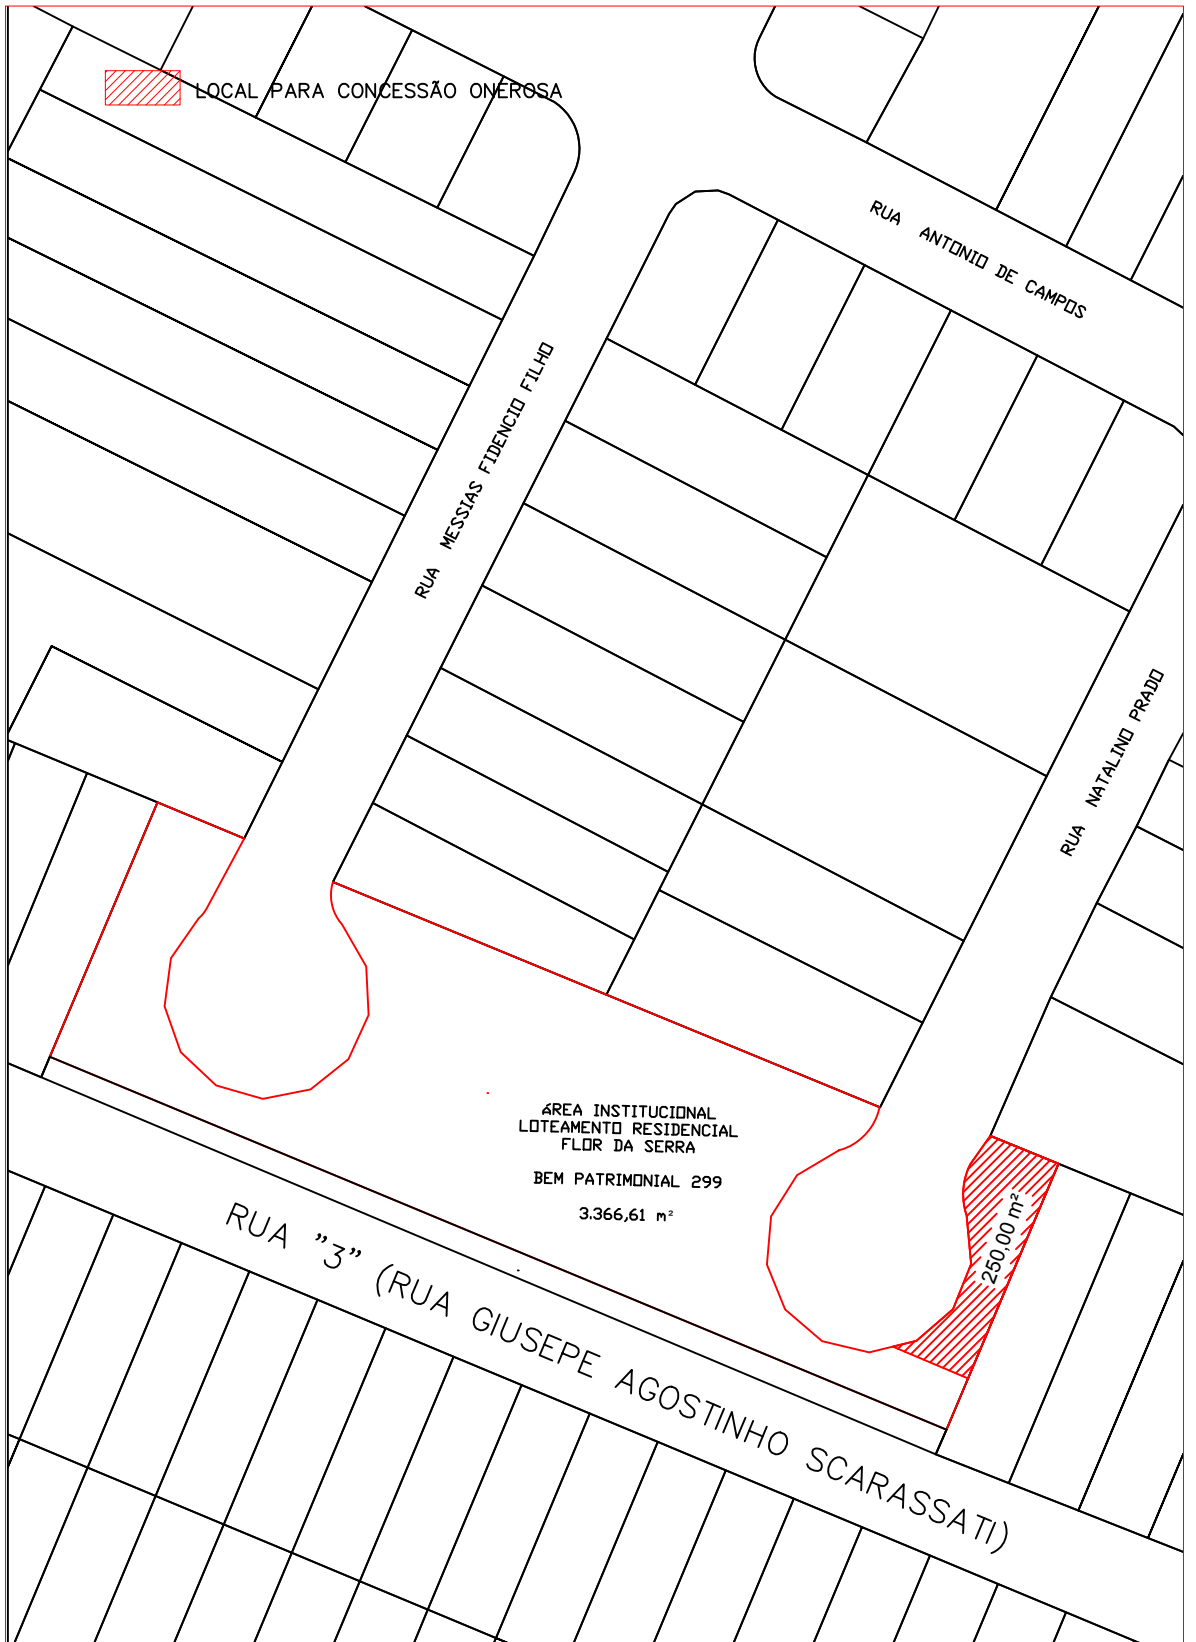 LOCAL PARA CONCESSÃO ONEROSA
RUA ANTONIO DE CAMPOS
RUA MESSIAS FIDENCIO FILHO
RUA NATALINO PRADO
ÁREA INSTITUCIONAL
LOTEAMENTO RESIDENCIAL
FLOR DA SERRA
BEM PATRIMONIAL 299
3.366,61 m²
250,00 m²
RUA "3" (RUA GIUSEPE AGOSTINHO SCARASSATI)